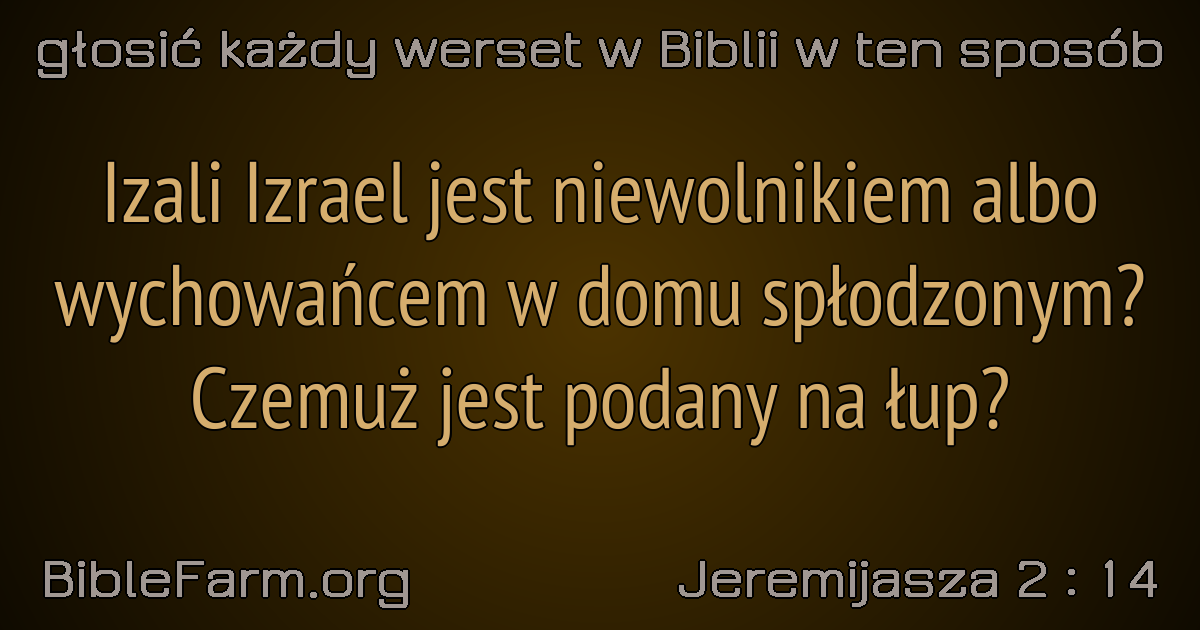 głosić każdy werset w Biblii w ten sposób
Izali Izrael jest niewolnikiem albo
wychowańcem w domu spłodzonym?
Czemuż jest podany na łup?
BibleFarm.org
Jeremijasza 2 : 14